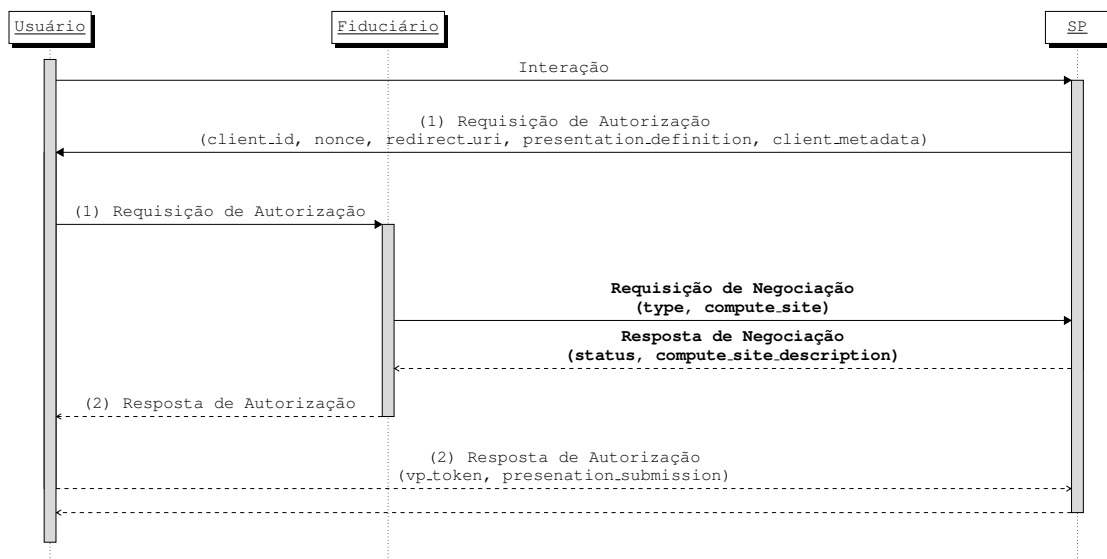 Usuário
Fiduciário
SP
Interação
(1) Requisição de Autorização
(client_id, nonce, redirect_uri, presentation_definition, client_metadata)
(1) Requisição de Autorização
Requisição de Negociação
(type, compute_site)
Resposta de Negociação
(status, compute_site_description)
(2) Resposta de Autorização
(2) Resposta de Autorização
(vp_token, presenation_submission)